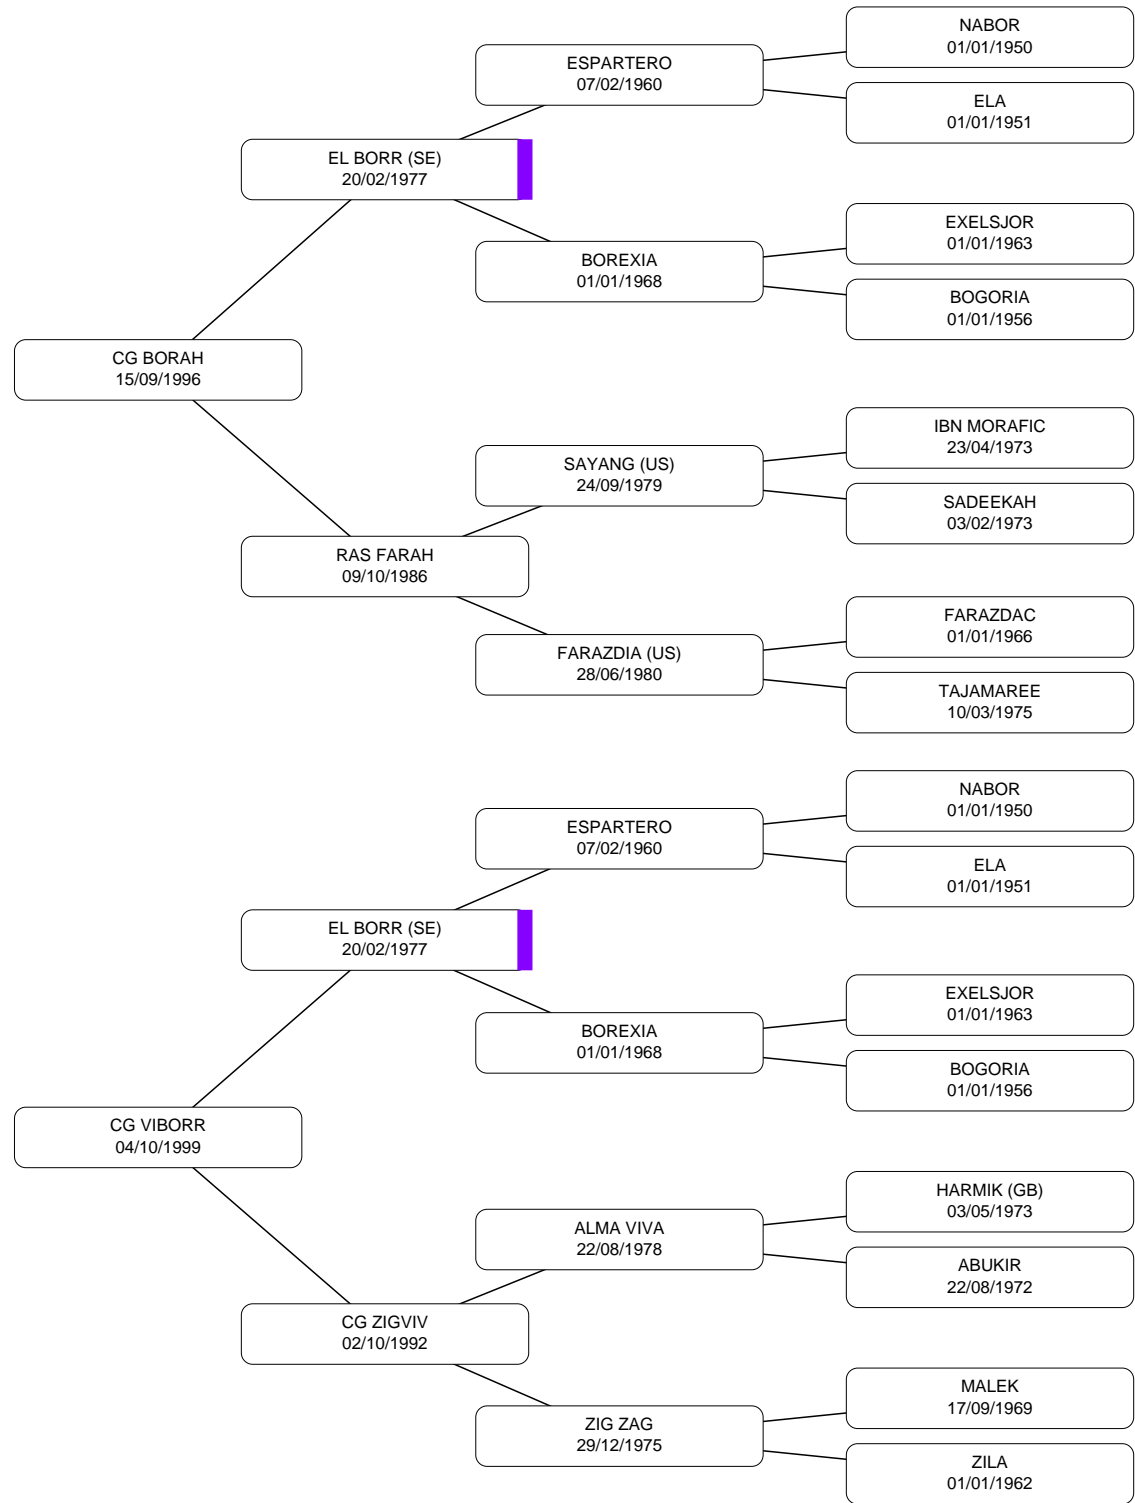 NABOR
01/01/1950
ESPARTERO
07/02/1960
ELA
01/01/1951
EL BORR (SE)
20/02/1977
EXELSJOR
01/01/1963
BOREXIA
01/01/1968
BOGORIA
01/01/1956
CG BORAH
15/09/1996
IBN MORAFIC
23/04/1973
SAYANG (US)
24/09/1979
SADEEKAH
03/02/1973
RAS FARAH
09/10/1986
FARAZDAC
01/01/1966
FARAZDIA (US)
28/06/1980
TAJAMAREE
10/03/1975
NABOR
01/01/1950
ESPARTERO
07/02/1960
ELA
01/01/1951
EL BORR (SE)
20/02/1977
EXELSJOR
01/01/1963
BOREXIA
01/01/1968
BOGORIA
01/01/1956
CG VIBORR
04/10/1999
HARMIK (GB)
03/05/1973
ALMA VIVA
22/08/1978
ABUKIR
22/08/1972
CG ZIGVIV
02/10/1992
MALEK
17/09/1969
ZIG ZAG
29/12/1975
ZILA
01/01/1962